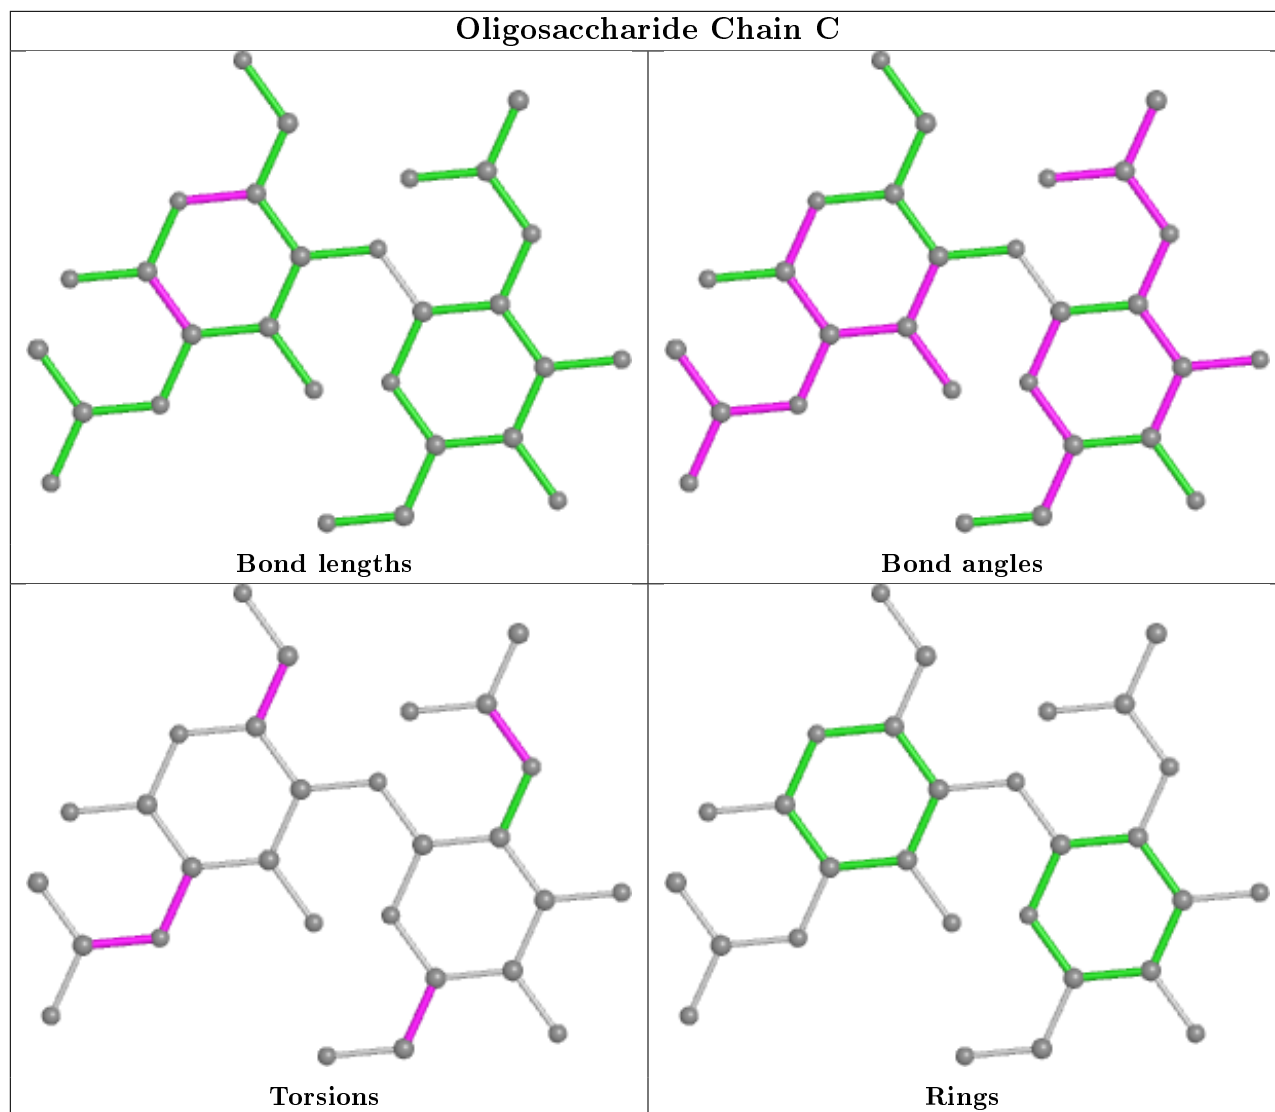 Oligosaccharide Chain C
Bond lengths
Bond angles
Torsions
Rings